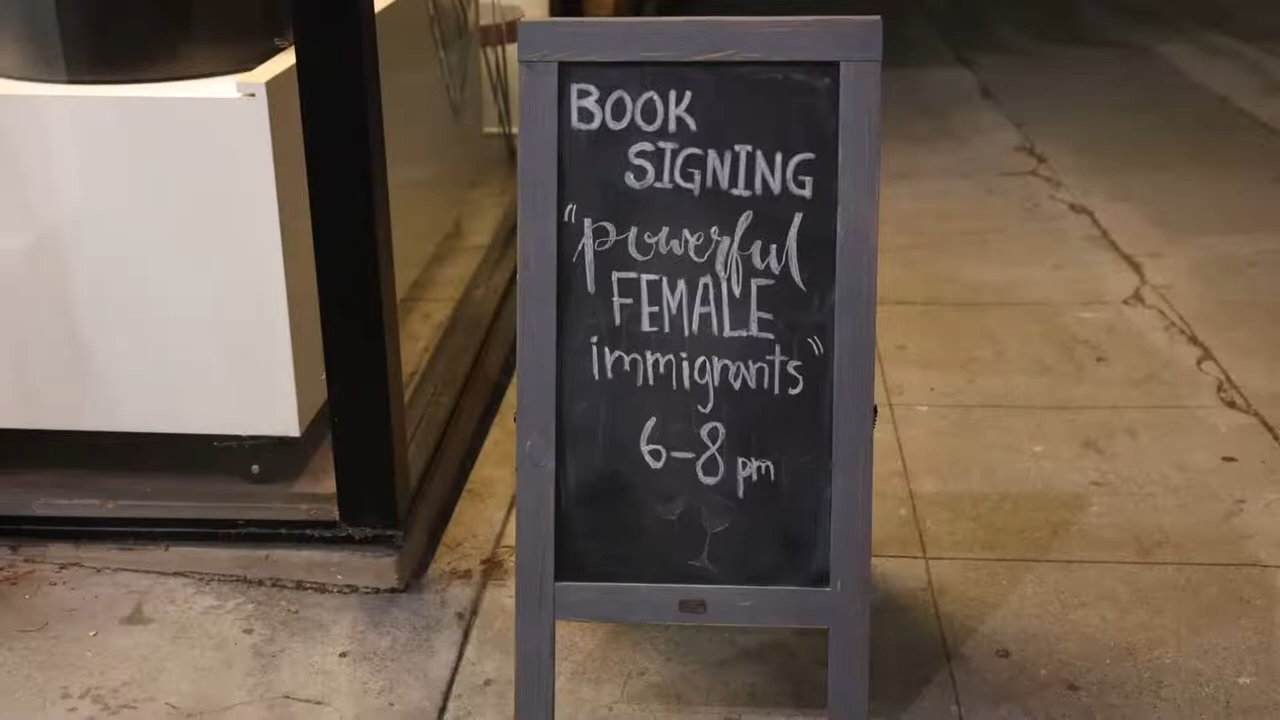 BOOK
SIGNING
"powerful
FEMALE
immigrants"
6-8 pm